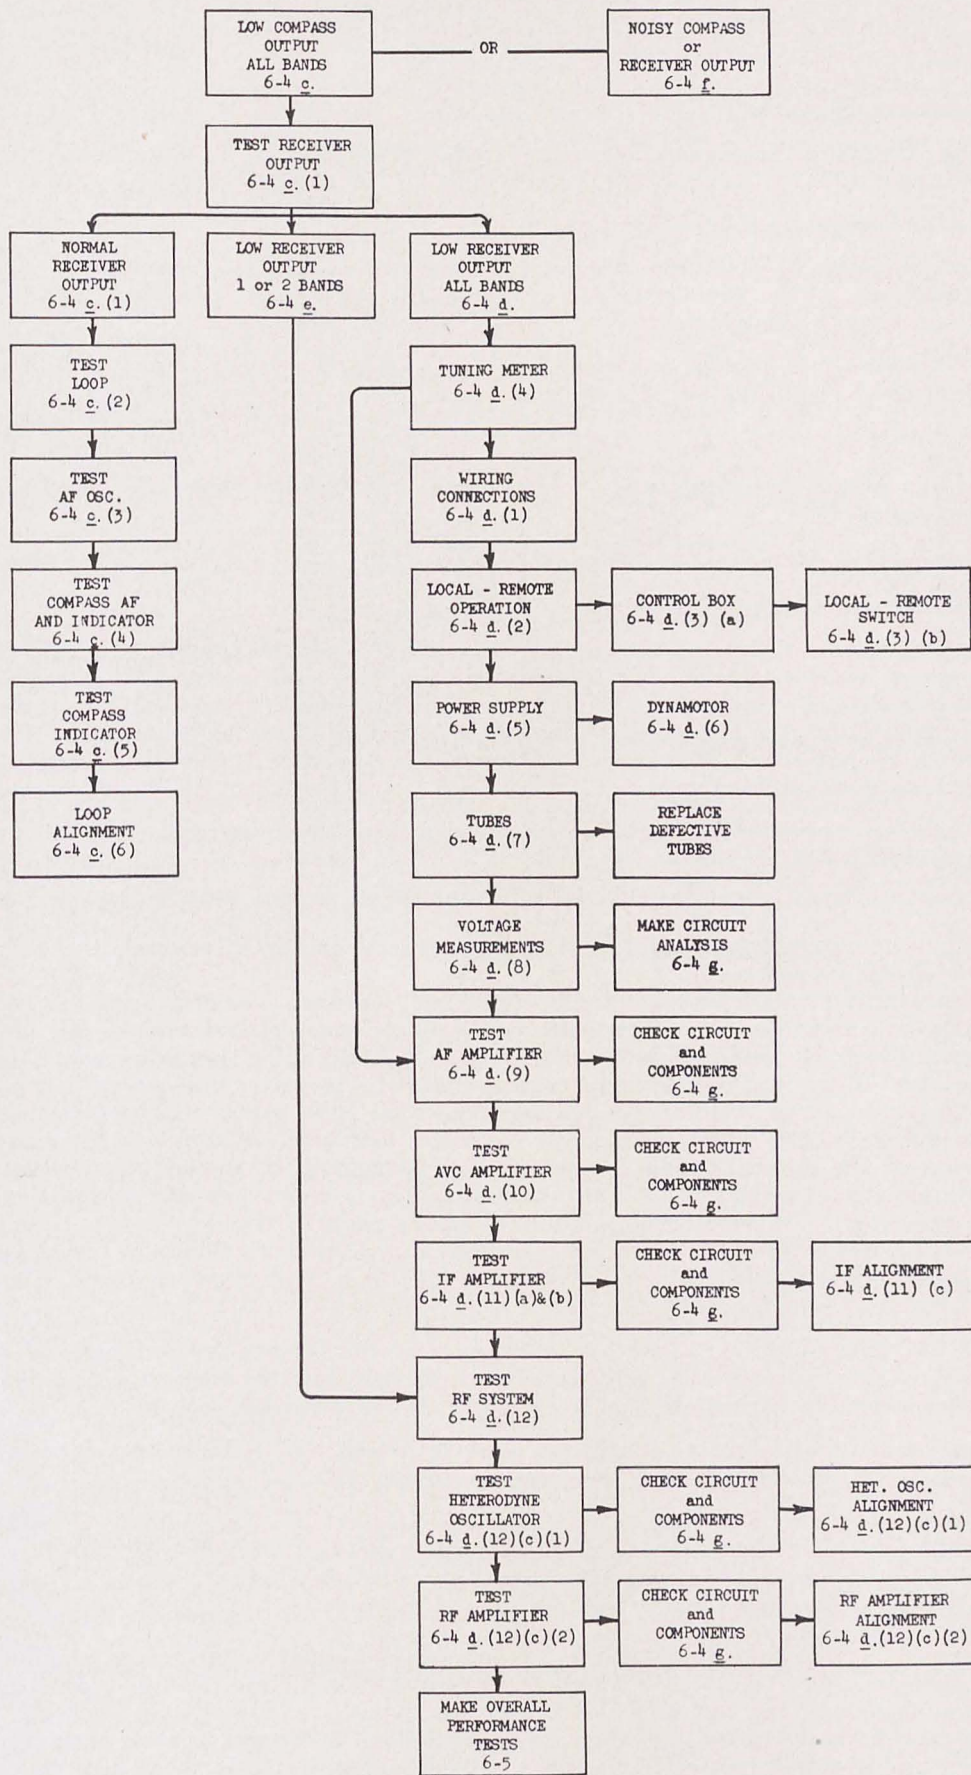 LOW COMPASS
OUTPUT
ALL BANDS
6-4 c.
OR
NOISY COMPASS
or
RECEIVER OUTPUT
6-4 f.
TEST RECEIVER
OUTPUT
6-4 c. (1)
NORMAL
RECEIVER
OUTPUT
6-4 c. (1)
LOW RECEIVER
OUTPUT
1 or 2 BANDS
6-4 e.
LOW RECEIVER
OUTPUT
ALL BANDS
6-4 d.
TEST
LOOP
6-4 c. (2)
TUNING METER
6-4 d. (4)
TEST
AF OSC.
6-4 c. (3)
WIRING
CONNECTIONS
6-4 d. (1)
TEST
COMPASS AF
AND INDICATOR
6-4 c. (4)
LOCAL - REMOTE
OPERATION
6-4 d. (2)
CONTROL BOX
6-4 d. (3) (a)
LOCAL - REMOTE
SWITCH
6-4 d. (3) (b)
TEST
COMPASS
INDICATOR
6-4 c. (5)
POWER SUPPLY
6-4 d. (5)
DYNAMOTOR
6-4 d. (6)
LOOP
ALIGNMENT
6-4 c. (6)
TUBES
6-4 d. (7)
REPLACE
DEFECTIVE
TUBES
VOLTAGE
MEASUREMENTS
6-4 d. (8)
MAKE CIRCUIT
ANALYSIS
6-4 g.
TEST
AF AMPLIFIER
6-4 d. (9)
CHECK CIRCUIT
and
COMPONENTS
6-4 g.
TEST
AVC AMPLIFIER
6-4 d. (10)
CHECK CIRCUIT
and
COMPONENTS
6-4 g.
TEST
IF AMPLIFIER
6-4 d. (11) (a)&(b)
CHECK CIRCUIT
and
COMPONENTS
6-4 g.
IF ALIGNMENT
6-4 d. (11) (c)
TEST
RF SYSTEM
6-4 d. (12)
TEST
HETERODYNE
OSCILLATOR
6-4 d. (12)(c)(1)
CHECK CIRCUIT
and
COMPONENTS
6-4 g.
HET. OSC.
ALIGNMENT
6-4 d. (12)(c)(1)
TEST
RF AMPLIFIER
6-4 d. (12)(c)(2)
CHECK CIRCUIT
and
COMPONENTS
6-4 g.
RF AMPLIFIER
ALIGNMENT
6-4 d.(12)(c)(2)
MAKE OVERALL
PERFORMANCE
TESTS
6-5